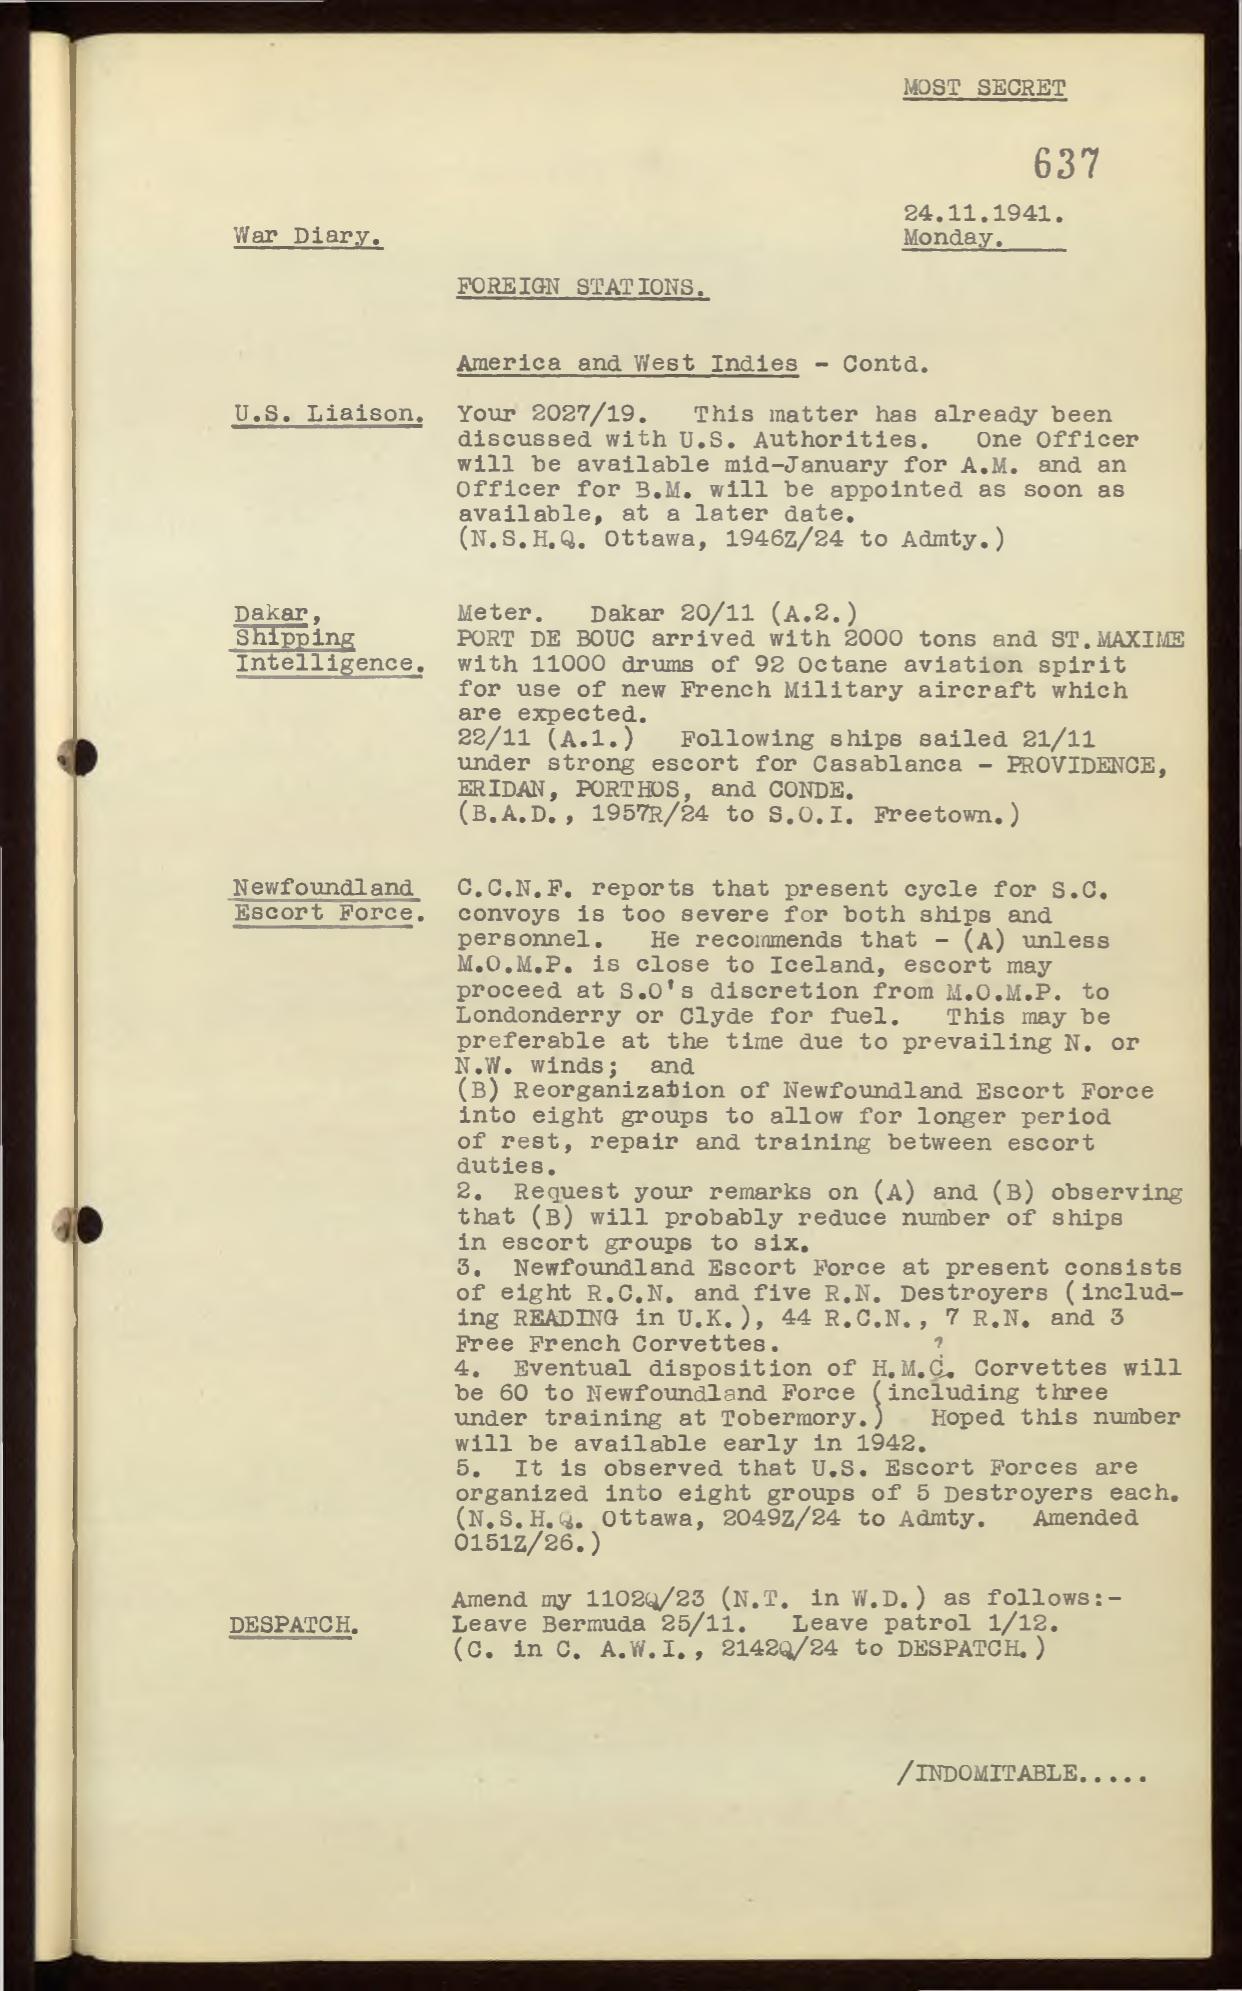 MOST SECRET
637
24.11.1941.
War Diary.
Monday.
FOREIGN STATIONS.
America and West Indies - Contd.
U.S. Liaison. Your 2027/19. This matter has already been
discussed with U.S. Authorities. One Officer
will be available mid-January for A.M. and an
Officer for B.M. will be appointed as soon as
available, at a later date.
(N.S.H.Q. Ottawa, 1946Z/24 to Admty.)
Dakar, Meter. Dakar 20/11 (A.2.)
Shipping PORT DE BOUC arrived with 2000 tons and ST.MAXIME
Intelligence. with 11000 drums of 92 Octane aviation spirit
for use of new French Military aircraft which
are expected.
22/11 (A.1.) Following ships sailed 21/11
under strong escort for Casablanca - PROVIDENCE,
ERIDAN, PORTHOS, and CONDE.
(B.A.D., 1957R/24 to S.O.I. Freetown.)
Newfoundland C.C.N.F. reports that present cycle for S.C.
Escort Force. convoys is too severe for both ships and
personnel. He recommends that - (A) unless
M.O.M.P. is close to Iceland, escort may
proceed at S.O's discretion from M.O.M.P. to
Londonderry or Clyde for fuel. This may be
preferable at the time due to prevailing N. or
N.W. winds; and
(B) Reorganization of Newfoundland Escort Force
into eight groups to allow for longer period
of rest, repair and training between escort
duties.
2. Request your remarks on (A) and (B) observing
that (B) will probably reduce number of ships
in escort groups to six.
3. Newfoundland Escort Force at present consists
of eight R.C.N. and five R.N. Destroyers (includ-
ing READING in U.K.), 44 R.C.N., 7 R.N. and 3
Free French Corvettes. ?
4. Eventual disposition of H.M.C. Corvettes will
be 60 to Newfoundland Force (including three
under training at Tobermory.) Hoped this number
will be available early in 1942.
5. It is observed that U.S. Escort Forces are
organized into eight groups of 5 Destroyers each.
(N.S.H.Q. Ottawa, 2049Z/24 to Admty. Amended
0151Z/26.)
Amend my 1102Q/23 (N.T. in W.D.) as follows:-
DESPATCH. Leave Bermuda 25/11. Leave patrol 1/12.
(C. in C. A.W.I., 2142Q/24 to DESPATCH.)
/INDOMITABLE.....